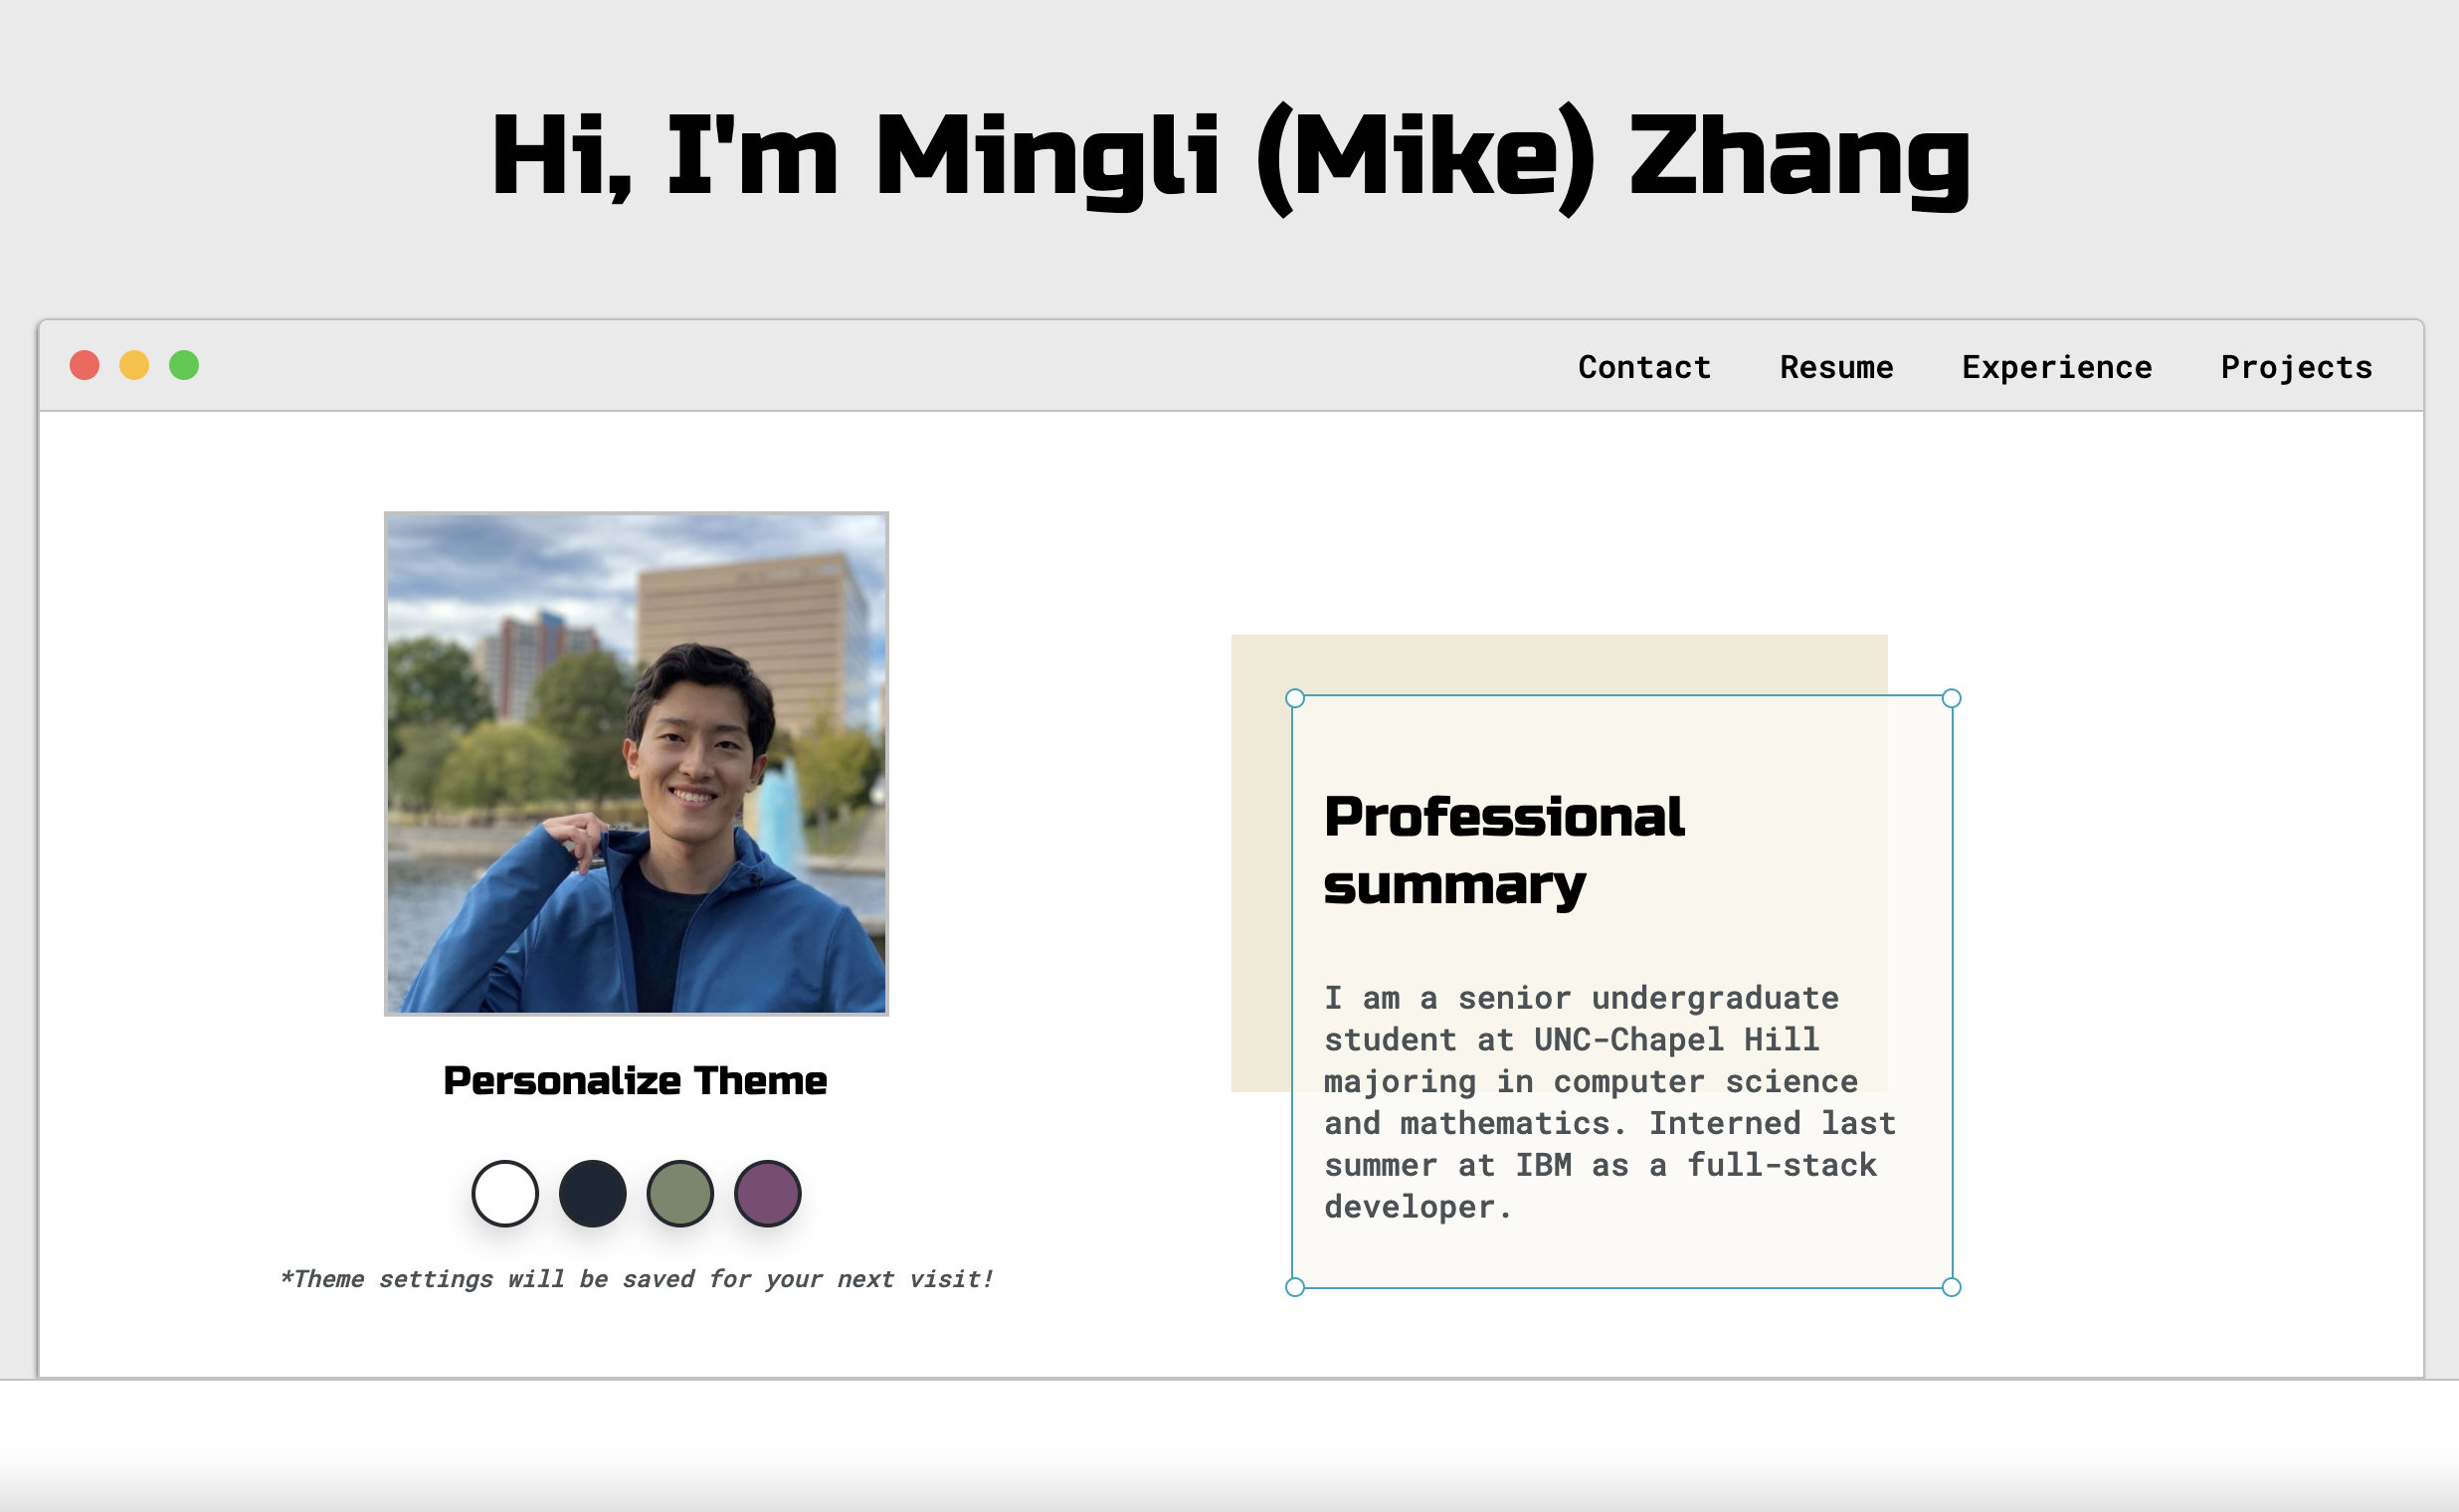 Hi, I'm Mingli (Mike) Zhang
Contact Resume Experience Projects
Personalize Theme
*Theme settings will be saved for your next visit!
Professional
summary
I am a senior undergraduate
student at UNC-Chapel Hill
majoring in computer science
and mathematics. Interned last
summer at IBM as a full-stack
developer.